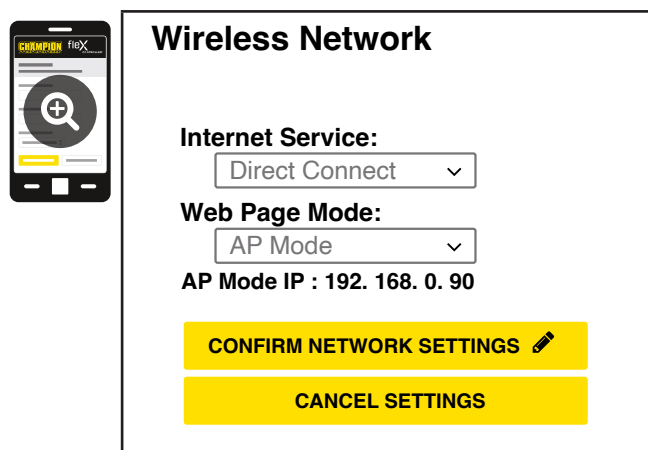 CHAMPION fleX
Wireless Network
Internet Service:
Direct Connect
Web Page Mode:
AP Mode
AP Mode IP : 192. 168. 0. 90
CONFIRM NETWORK SETTINGS
CANCEL SETTINGS